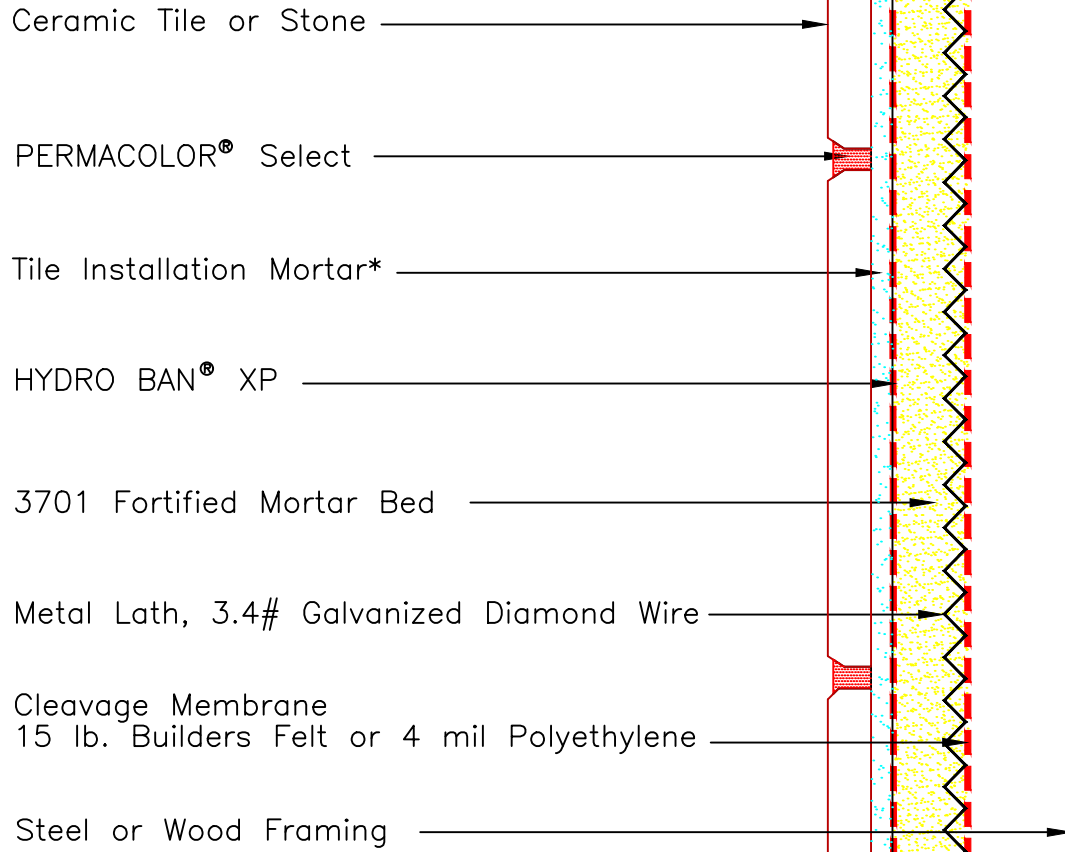 Ceramic Tile or Stone
PERMACOLOR® Select
Tile Installation Mortar*
HYDRO BAN® XP
3701 Fortified Mortar Bed
Metal Lath, 3.4# Galvanized Diamond Wire
Cleavage Membrane
15 lb. Builders Felt or 4 mil Polyethylene
Steel or Wood Framing